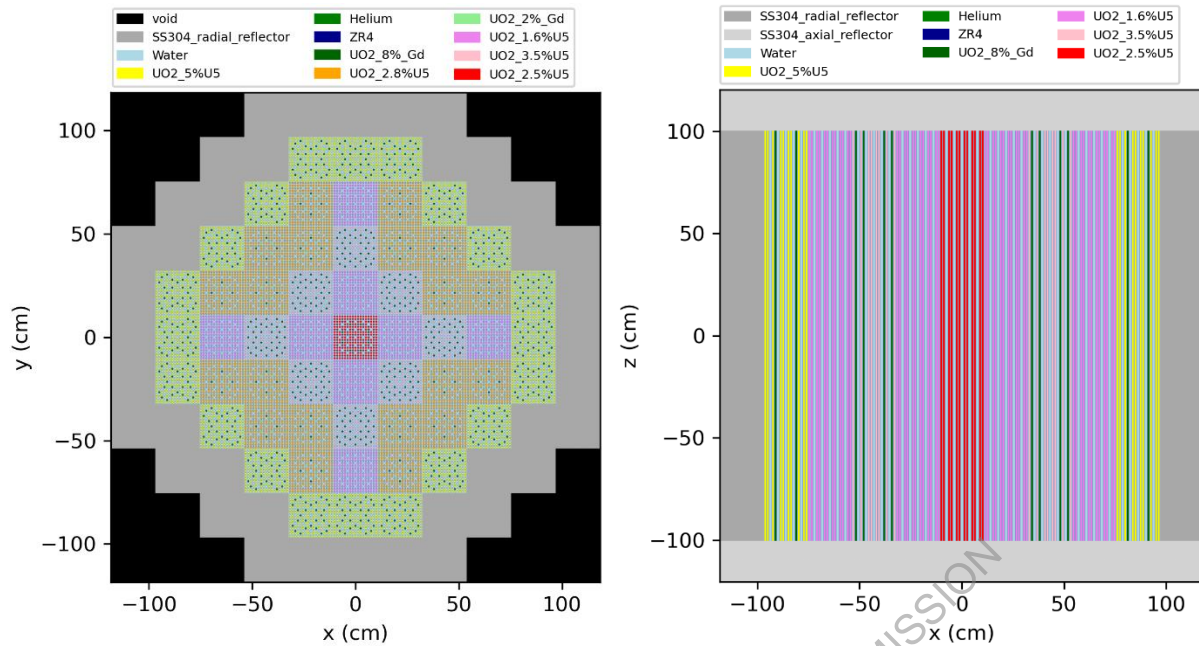 void
SS304_radial_reflector
Water
UO2_5%U5
Helium
ZR4
UO2_8%_Gd
UO2_2.8%U5
UO2_2%_Gd
UO2_1.6%U5
UO2_3.5%U5
UO2_2.5%U5
100
50
0
−50
−100
y (cm)
−100
−50
0
50
100
x (cm)
SS304_radial_reflector
SS304_axial_reflector
Water
UO2_5%U5
Helium
ZR4
UO2_8%_Gd
UO2_1.6%U5
UO2_3.5%U5
UO2_2.5%U5
100
50
0
−50
−100
z (cm)
−100
−50
0
50
100
x (cm)
MISSION